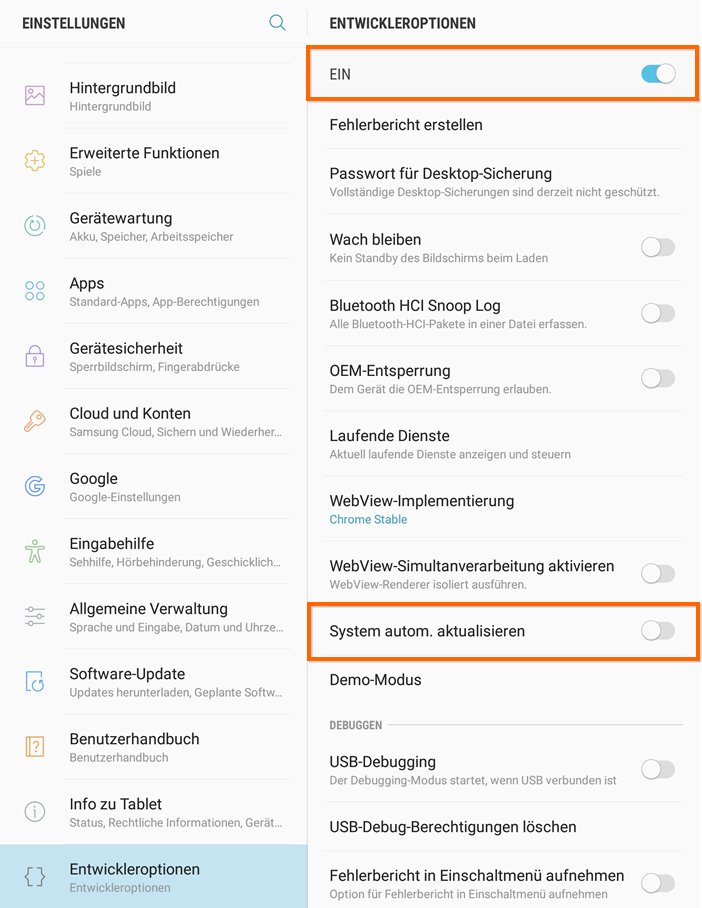 EINSTELLUNGEN
Hintergrundbild
Hintergrundbild
Erweiterte Funktionen
Spiele
Gerätewartung
Akku, Speicher, Arbeitsspeicher
Apps
Standard-Apps, App-Berechtigungen
Gerätesicherheit
Sperrbildschirm, Fingerabdrücke
Cloud und Konten
Samsung Cloud, Sichern und Wiederher...
Google
Google-Einstellungen
Eingabehilfe
Sehhilfe, Hörbehinderung, Geschicklich...
Allgemeine Verwaltung
Sprache und Eingabe, Datum und Uhrze...
Software-Update
Updates herunterladen, Geplante Softw...
Benutzerhandbuch
Benutzerhandbuch
Info zu Tablet
Status, Rechtliche Informationen, Gerät...
Entwickleroptionen
Entwickleroptionen
ENTWICKLEROPTIONEN
EIN
Fehlerbericht erstellen
Passwort für Desktop-Sicherung
Vollständige Desktop-Sicherungen sind derzeit nicht geschützt.
Wach bleiben
Kein Standby des Bildschirms beim Laden
Bluetooth HCI Snoop Log
Alle Bluetooth-HCI-Pakete in einer Datei erfassen.
OEM-Entsperrung
Dem Gerät die OEM-Entsperrung erlauben.
Laufende Dienste
Aktuell laufende Dienste anzeigen und steuern
WebView-Implementierung
Chrome Stable
WebView-Simultanverarbeitung aktivieren
WebView-Renderer isoliert ausführen.
System autom. aktualisieren
Demo-Modus
DEBUGGEN
USB-Debugging
Der Debugging-Modus startet, wenn USB verbunden ist
USB-Debug-Berechtigungen löschen
Fehlerbericht in Einschaltmenü aufnehmen
Option für Fehlerbericht in Einschaltmenü aufnehmen